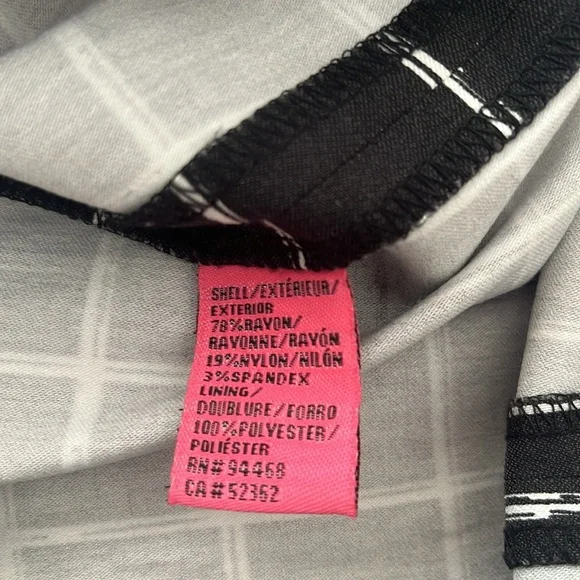 SHELL/EXTÉRIEUR/
EXTERIOR
78%RAYON/
RAYONNE/RAYÓN
19%NYLON/NILÓN
3%SPANDEX
LINING/
DOUBLURE/FORRO
100%POLYESTER/
POLIÉSTER
RN# 94468
CA# 52362